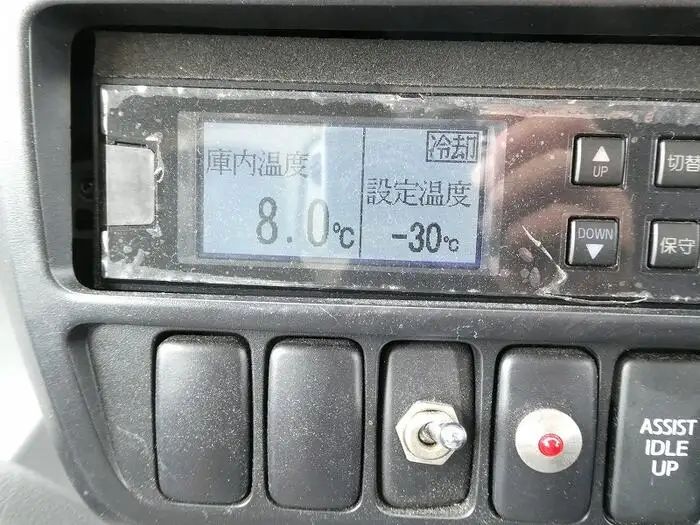 冷却
庫内温度
設定温度
8.0℃
-30℃
UP
切替
DOWN
保守
ASSIST
IDLE
UP